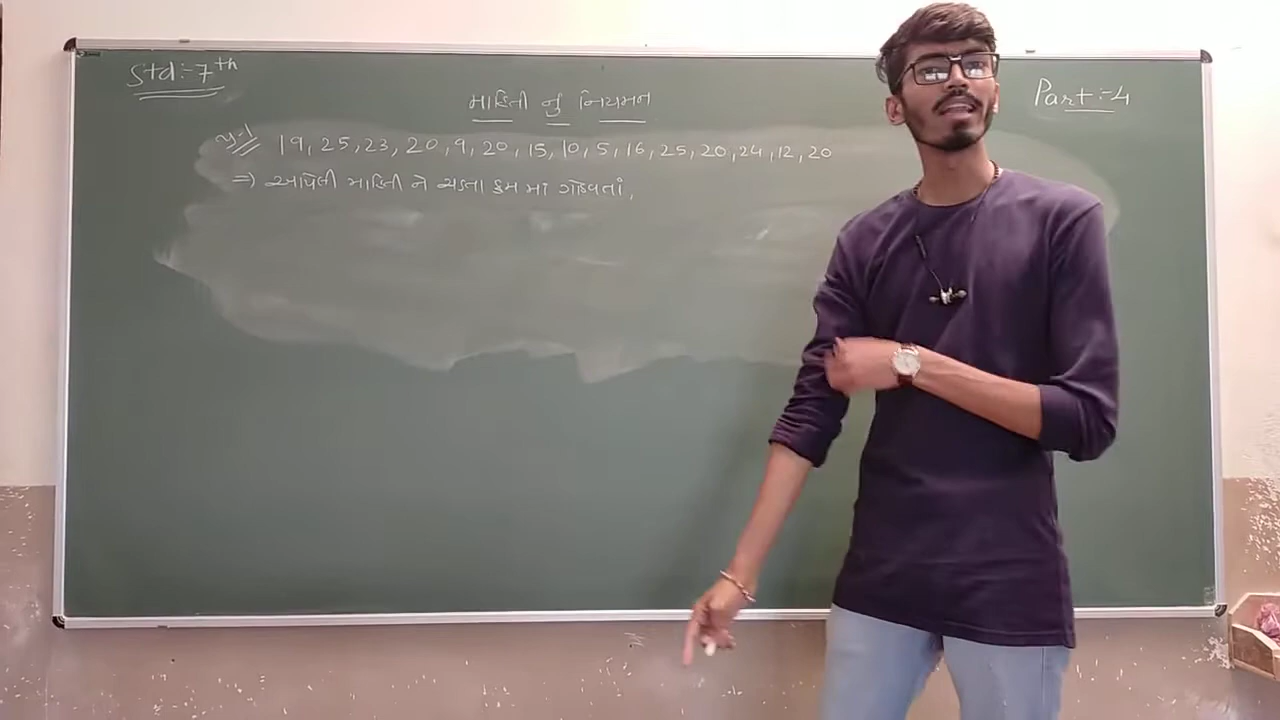 Std:- 7th
માહિતી નું નિયમન
Part :- 4
પ્ર-1 19, 25, 23, 20, 9, 20, 15, 10, 5, 16, 25, 20, 24, 12, 20
⇒ આપેલી માહિતી ને ચડતા ક્રમ માં ગોઠવતાં,